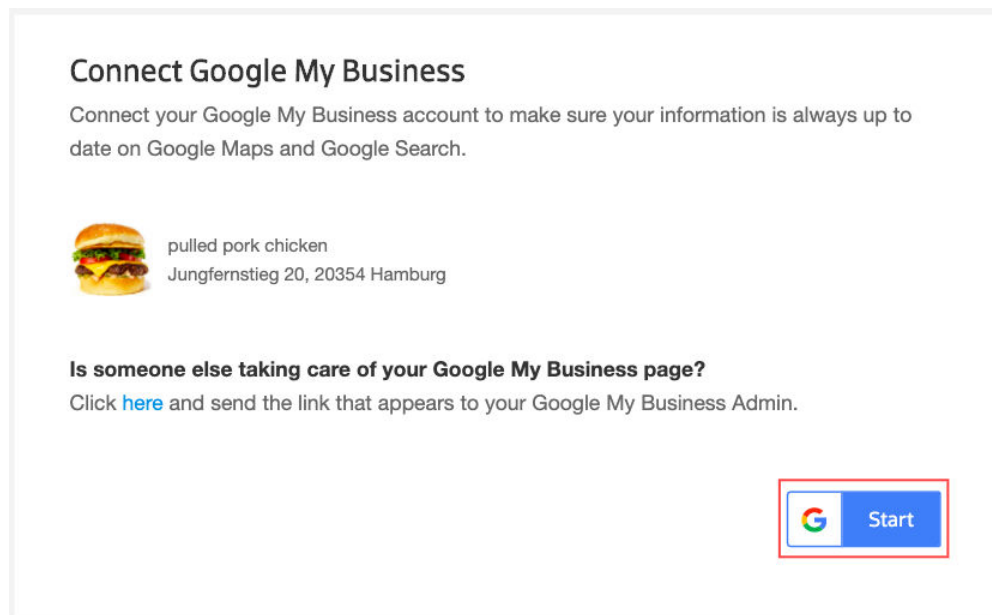 Connect Google My Business
Connect your Google My Business account to make sure your information is always up to
date on Google Maps and Google Search.
pulled pork chicken
Jungfernstieg 20, 20354 Hamburg
Is someone else taking care of your Google My Business page?
Click here and send the link that appears to your Google My Business Admin.
Start